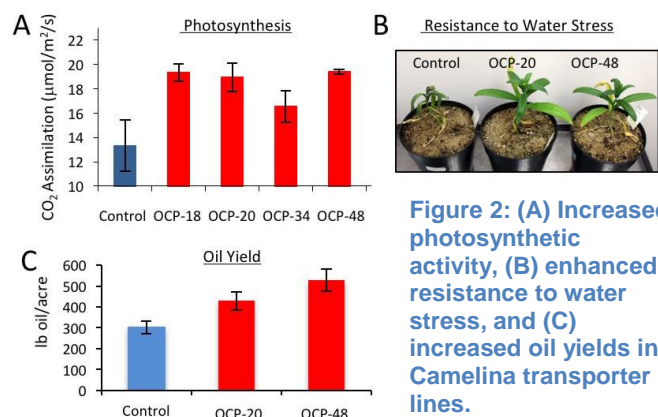 A
Photosynthesis
CO₂ Assimilation (µmol/m²/s)
22
20
18
16
14
12
10
Control OCP-18 OCP-20 OCP-34 OCP-48
B
Resistance to Water Stress
Control OCP-20 OCP-48
C
Oil Yield
lb oil/acre
600
500
400
300
200
100
0
Control OCP-20 OCP-48
Figure 2: (A) Increased
photosynthetic
activity, (B) enhanced
resistance to water
stress, and (C)
increased oil yields in
Camelina transporter
lines.